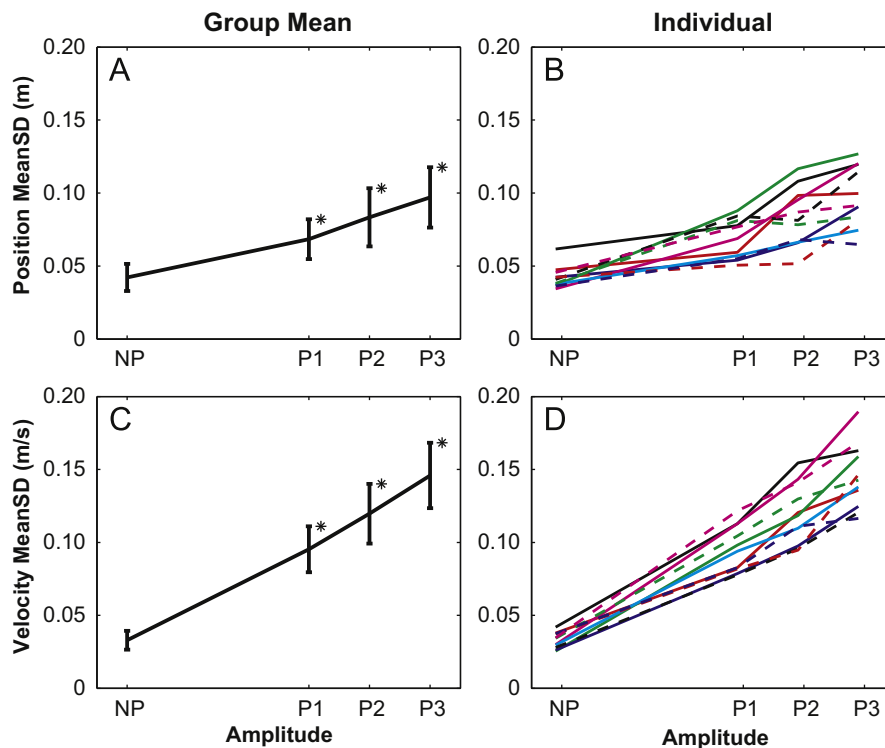 Group Mean
Individual
Position MeanSD (m)
A
0.20
0.15
0.10
0.05
0
*
*
*
NP
P1
P2
P3
B
0.20
0.15
0.10
0.05
0
NP
P1
P2
P3
Velocity MeanSD (m/s)
C
0.20
0.15
0.10
0.05
0
*
*
*
NP
P1
P2
P3
Amplitude
D
0.20
0.15
0.10
0.05
0
NP
P1
P2
P3
Amplitude